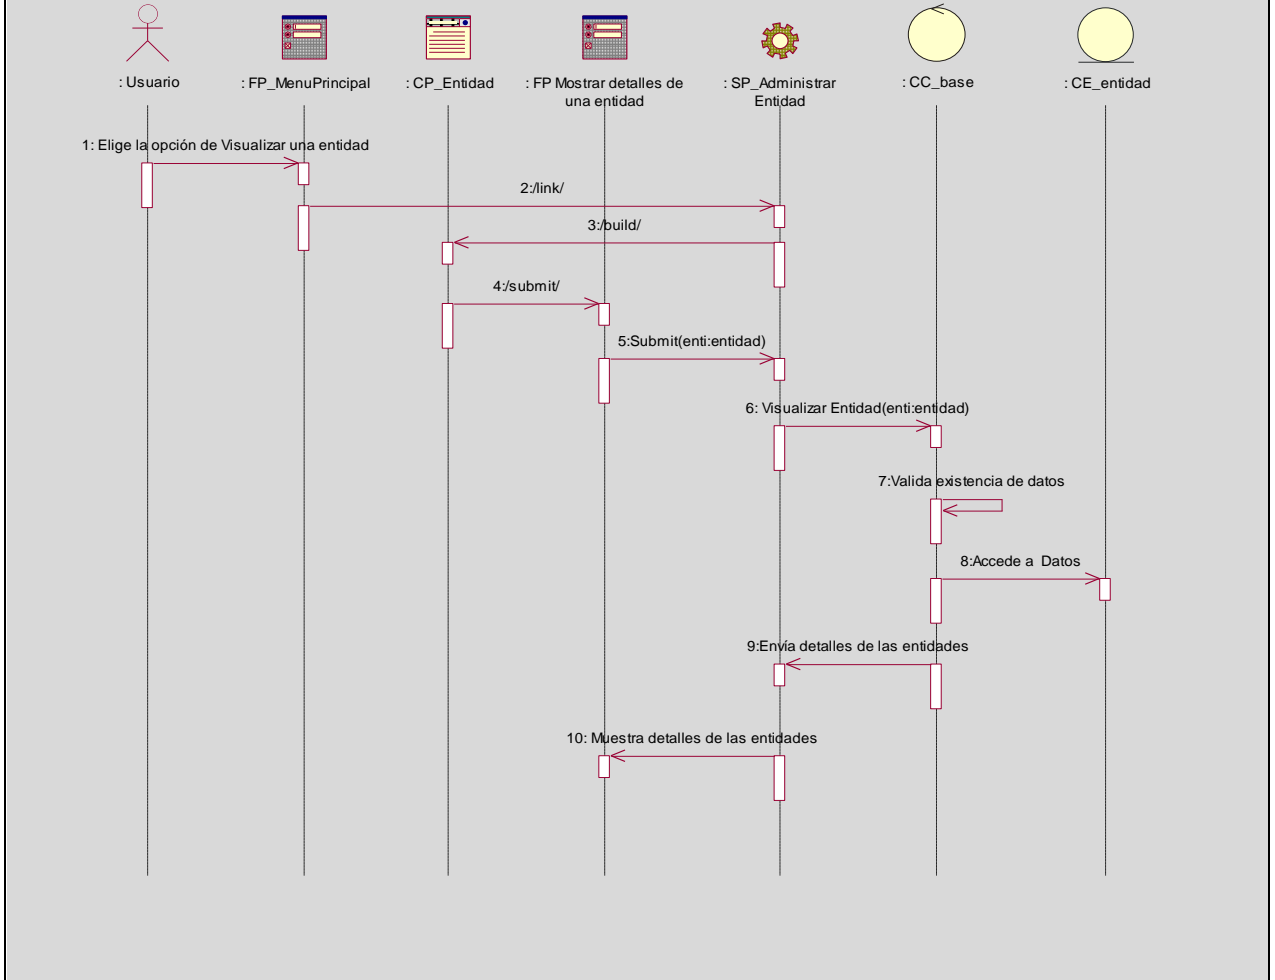 : Usuario
: FP_MenuPrincipal
: CP_Entidad
: FP Mostrar detalles de
una entidad
: SP_Administrar
Entidad
: CC_base
: CE_entidad
1: Elige la opción de Visualizar una entidad
2:/link/
3:/build/
4:/submit/
5:Submit(enti:entidad)
6: Visualizar Entidad(enti:entidad)
7:Valida existencia de datos
8:Accede a  Datos
9:Envía detalles de las entidades
10: Muestra detalles de las entidades